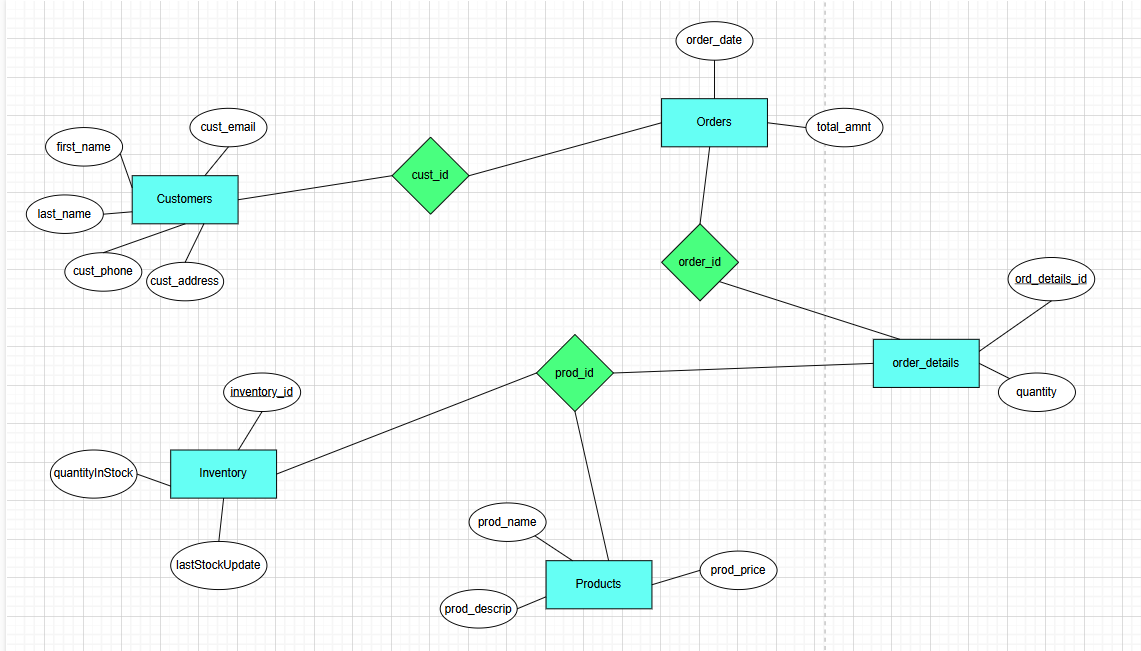 order_date
Orders
total_amnt
cust_email
first_name
cust_id
Customers
last_name
cust_phone
cust_address
order_id
ord_details_id
order_details
quantity
prod_id
inventory_id
quantityInStock
Inventory
lastStockUpdate
prod_name
prod_price
Products
prod_descrip